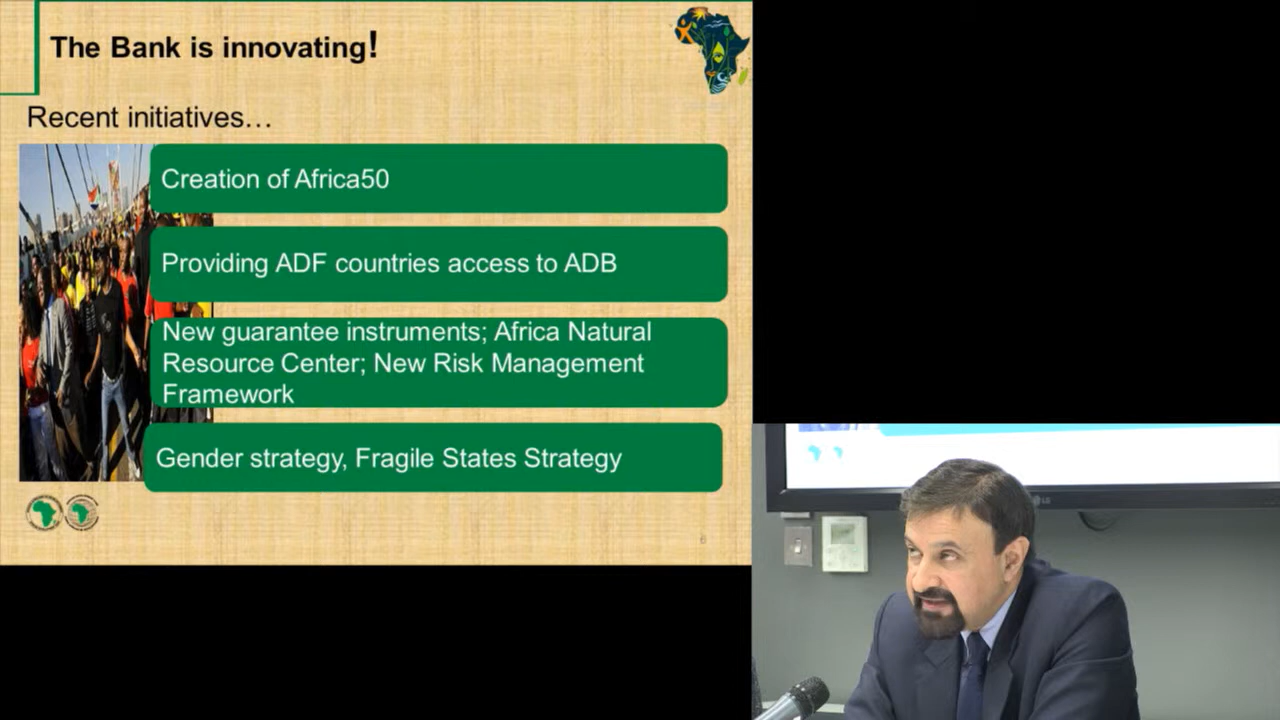 The Bank is innovating!
Recent initiatives…
Creation of Africa50
Providing ADF countries access to ADB
New guarantee instruments; Africa Natural
Resource Center; New Risk Management
Framework
Gender strategy, Fragile States Strategy
LG